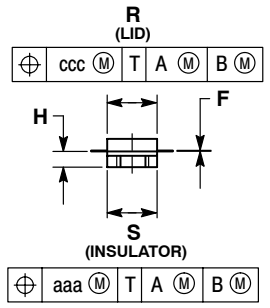 R
(LID)
⌖ ccc Ⓜ T A Ⓜ B Ⓜ
F
H
S
(INSULATOR)
⌖ aaa Ⓜ T A Ⓜ B Ⓜ